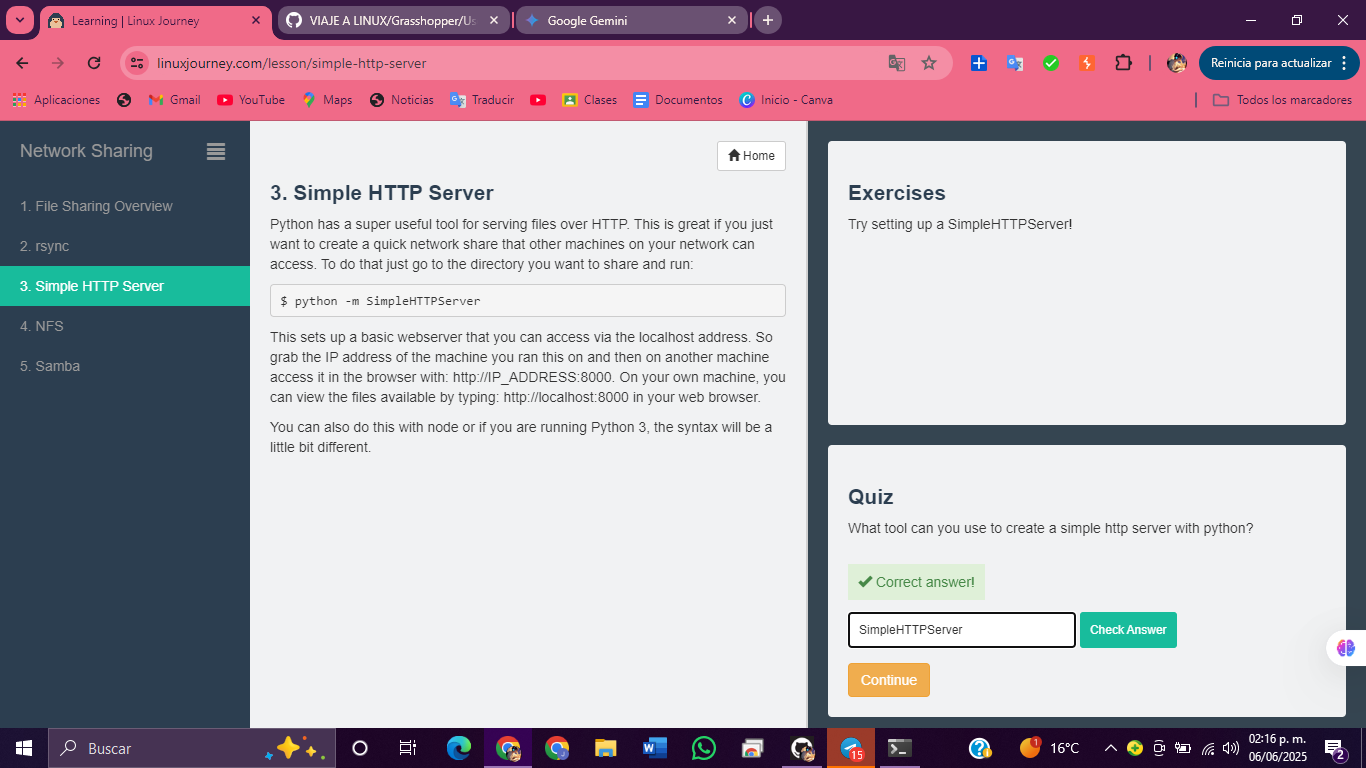 Learning | Linux Journey
VIAJE A LINUX/Grasshopper/Us
Google Gemini
linuxjourney.com/lesson/simple-http-server
Reinicia para actualizar
Aplicaciones
Gmail
YouTube
Maps
Noticias
Traducir
Clases
Documentos
Inicio - Canva
Todos los marcadores
Network Sharing
1. File Sharing Overview
2. rsync
3. Simple HTTP Server
4. NFS
5. Samba
Home
3. Simple HTTP Server
Python has a super useful tool for serving files over HTTP. This is great if you just
want to create a quick network share that other machines on your network can
access. To do that just go to the directory you want to share and run:
$ python -m SimpleHTTPServer
This sets up a basic webserver that you can access via the localhost address. So
grab the IP address of the machine you ran this on and then on another machine
access it in the browser with: http://IP_ADDRESS:8000. On your own machine, you
can view the files available by typing: http://localhost:8000 in your web browser.
You can also do this with node or if you are running Python 3, the syntax will be a
little bit different.
Exercises
Try setting up a SimpleHTTPServer!
Quiz
What tool can you use to create a simple http server with python?
Correct answer!
SimpleHTTPServer
Check Answer
Continue
Buscar
15
1
16°C
02:16 p. m.
06/06/2025
2